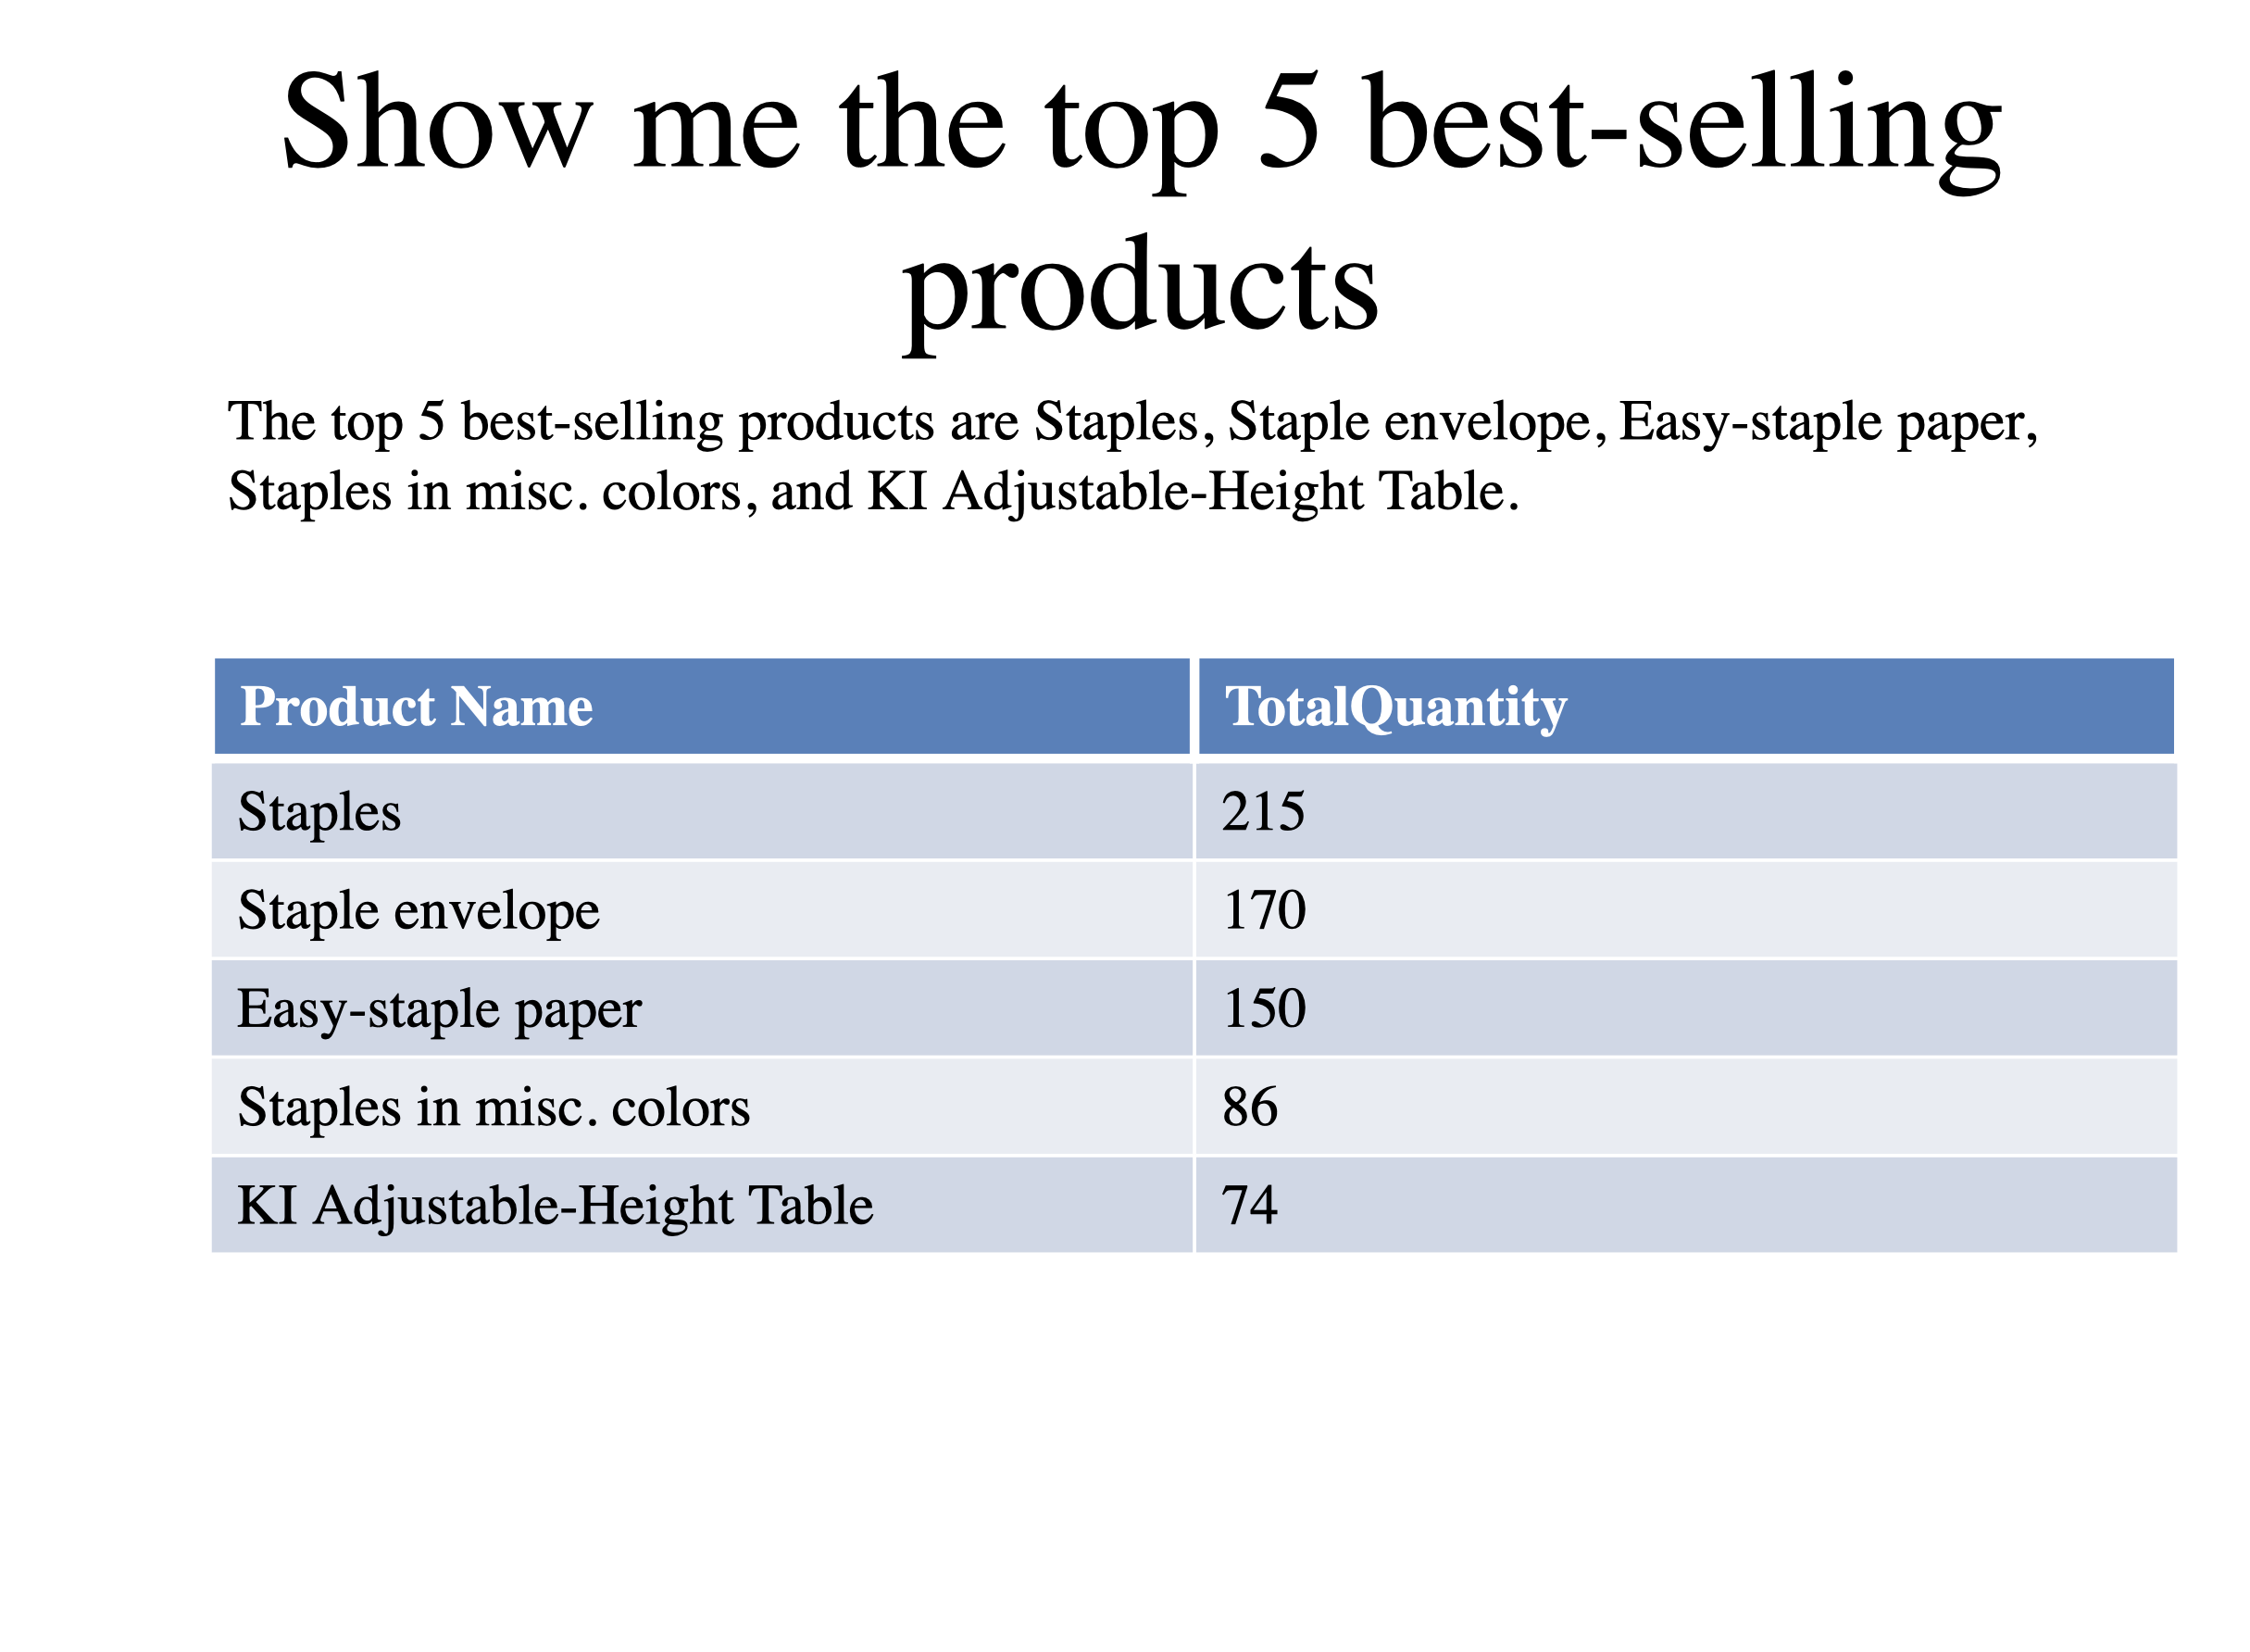 Show me the top 5 best-selling
products
The top 5 best-selling products are Staples, Staple envelope, Easy-staple paper,
Staples in misc. colors, and KI Adjustable-Height Table.
Product Name TotalQuantity
Staples 215
Staple envelope 170
Easy-staple paper 150
Staples in misc. colors 86
KI Adjustable-Height Table 74